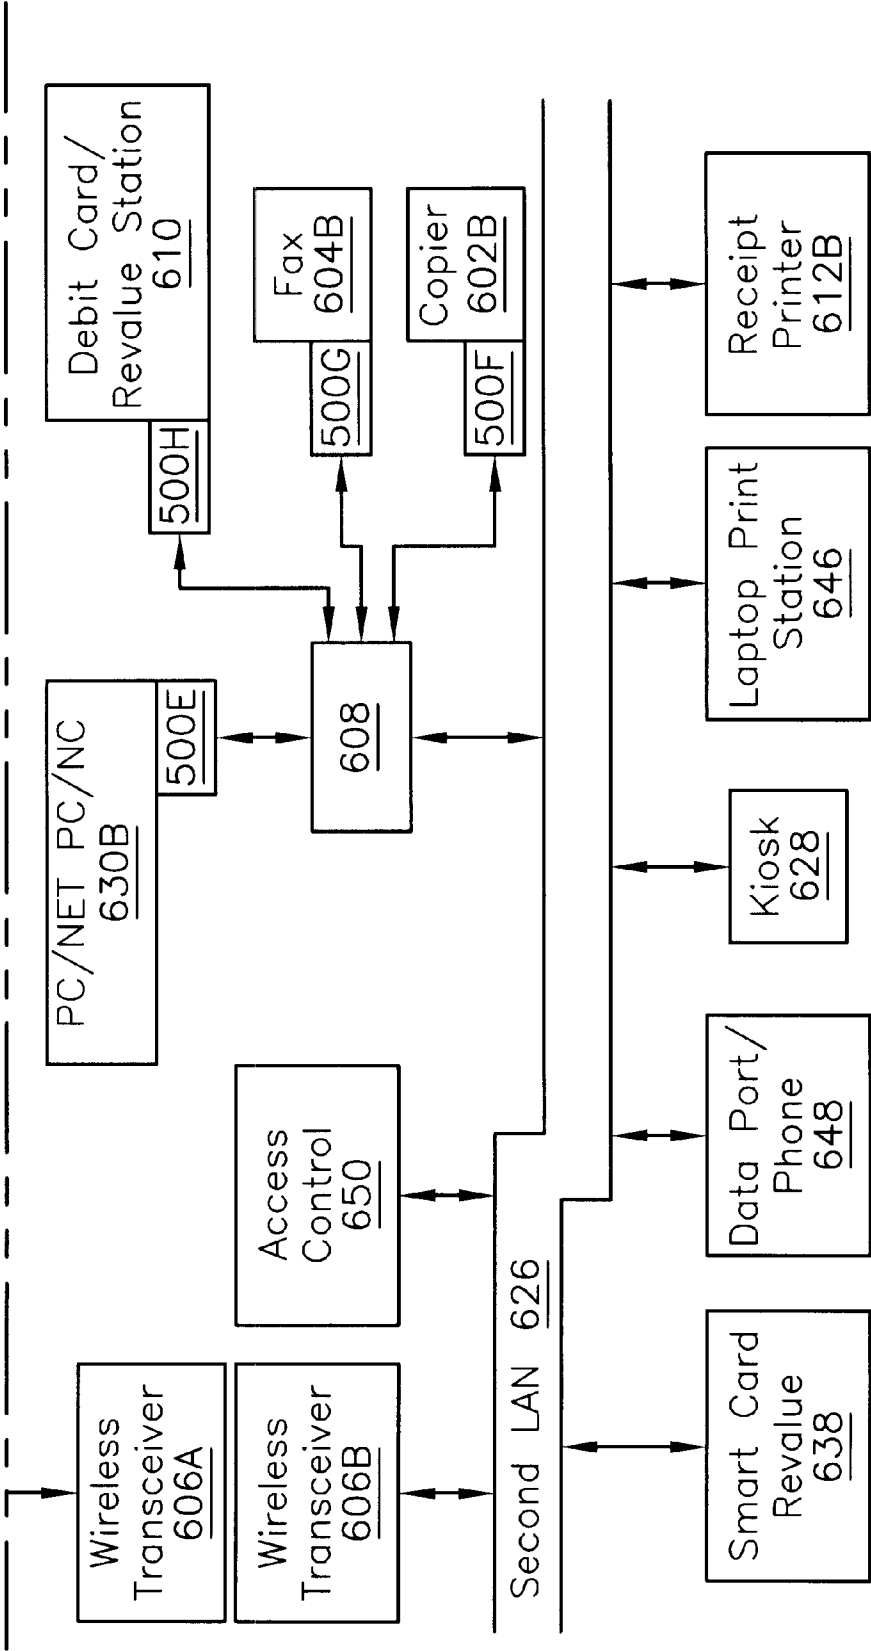 Wireless
Transceiver
606A
Wireless
Transceiver
606B
Access
Control
650
PC/NET PC/NC
630B
500E
608
Debit Card/
Revalue Station
610
500H
Fax
604B
500G
Copier
602B
500F
Second LAN 626
Smart Card
Revalue
638
Data Port/
Phone
648
Kiosk
628
Laptop Print
Station
646
Receipt
Printer
612B